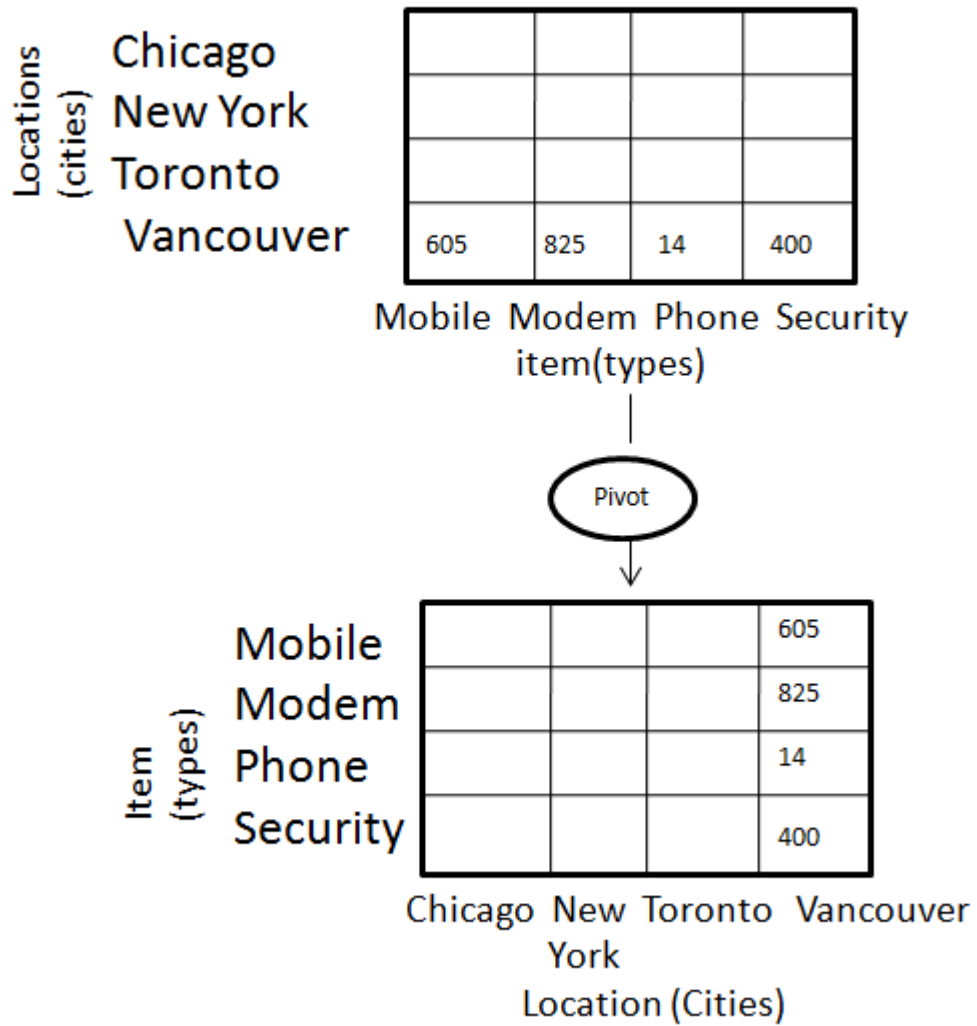 Locations
(cities)
Chicago
New York
Toronto
Vancouver
605 825 14 400
Mobile Modem Phone Security
item(types)
Pivot
Item
(types)
Mobile 605
Modem 825
Phone 14
Security 400
Chicago New Toronto Vancouver
York
Location (Cities)